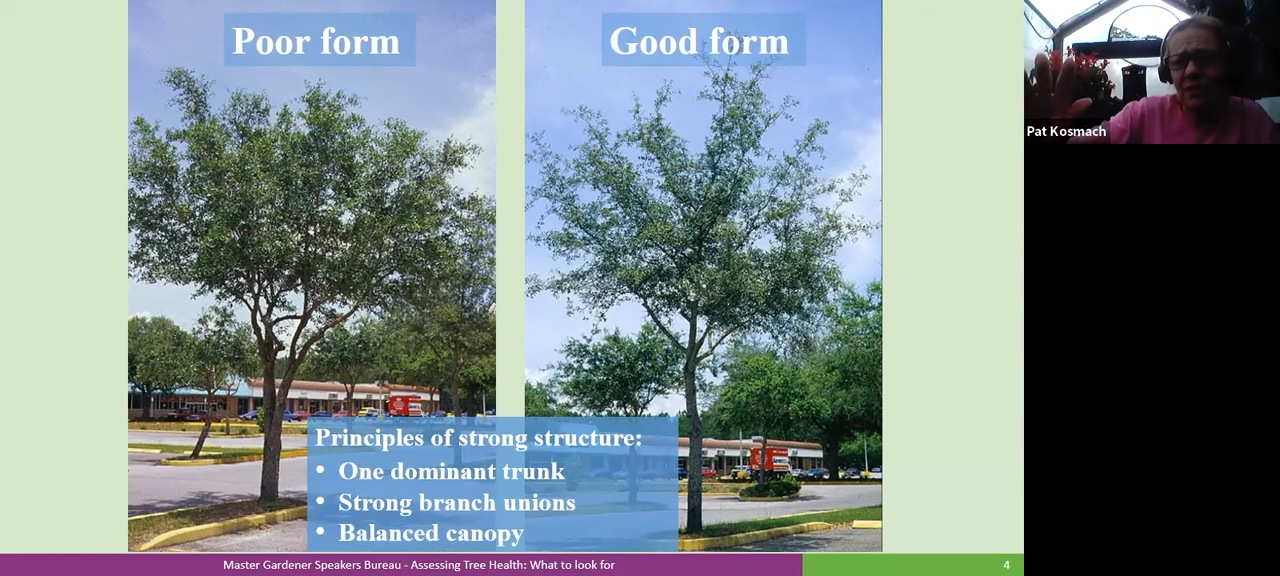 Poor form
Good form
Pat Kosmach
Principles of strong structure:
• One dominant trunk
• Strong branch unions
• Balanced canopy
Master Gardener Speakers Bureau - Assessing Tree Health: What to look for
4